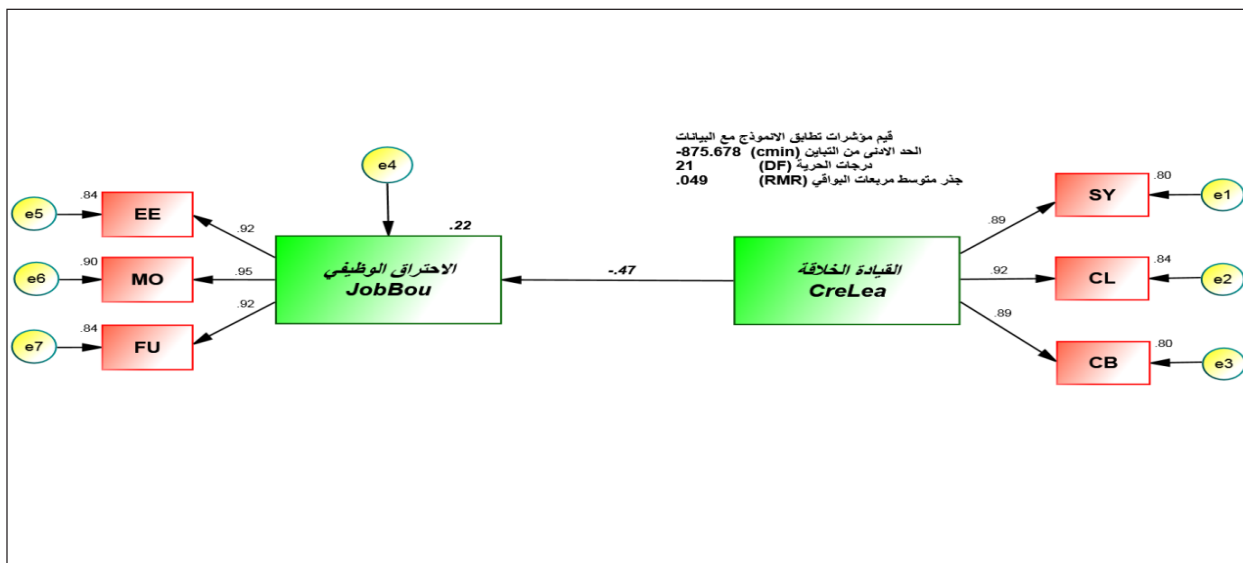 قيم مؤشرات تطابق الانموذج مع البيانات
الحد الادنى من التباين (cmin) 875.678-
درجات الحرية (DF) 21
جذر متوسط مربعات البواقي (RMR) .049
e4
.22
e5
.84
EE
.92
e6
.90
MO
.95
e7
.84
FU
.92
الاحتراق الوظيفي
JobBou
-.47
القيادة الخلاقة
CreLea
.89
SY
.80
e1
.92
CL
.84
e2
.89
CB
.80
e3